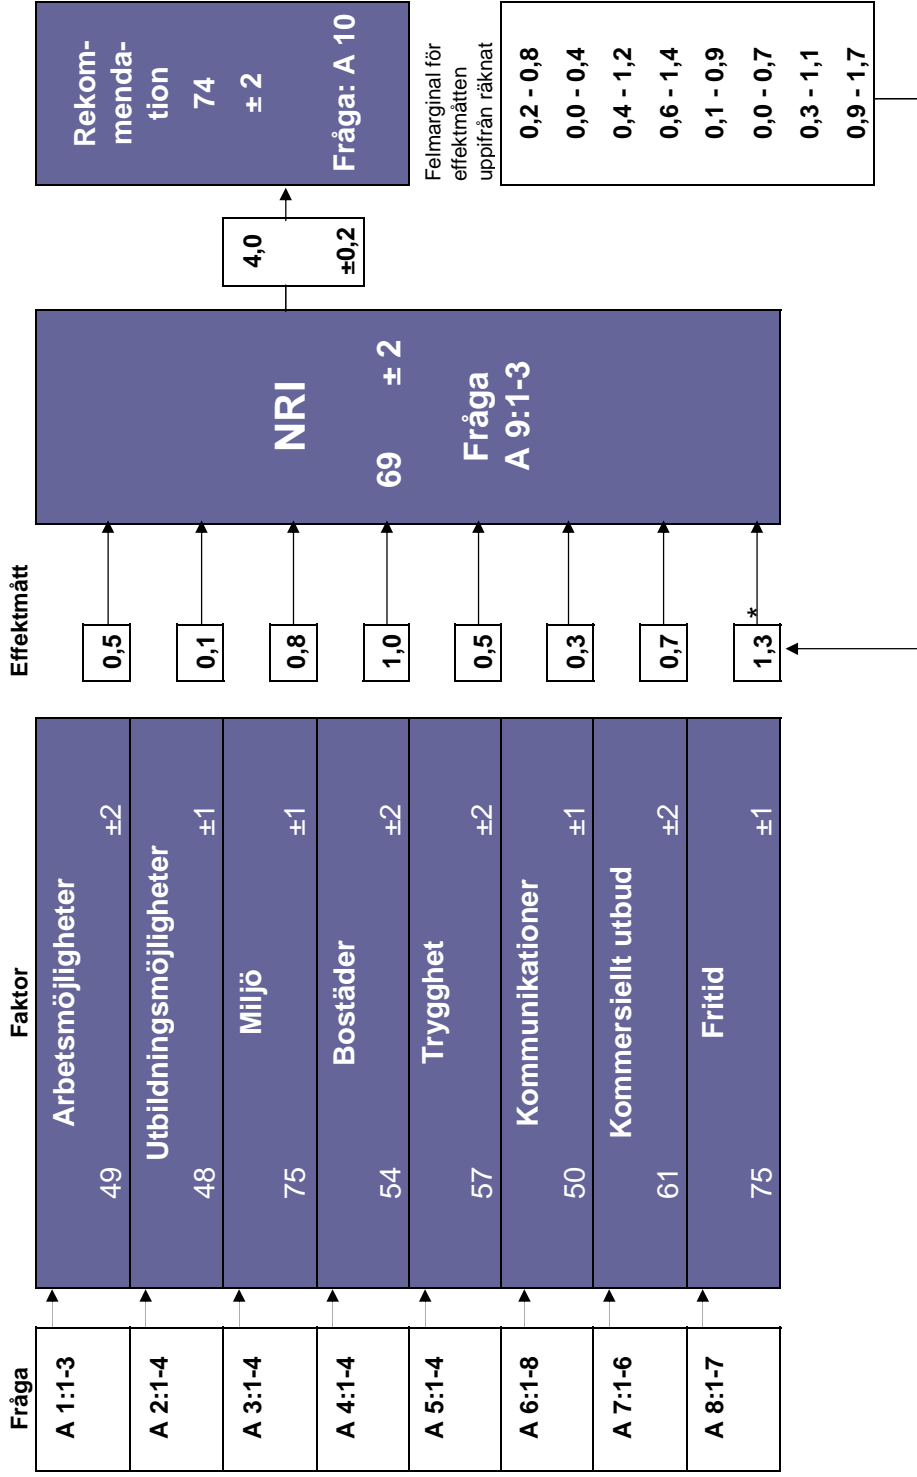 Fråga
Faktor
Effektmått
A 1:1-3
Arbetsmöjligheter
49 ±2
0,5
A 2:1-4
Utbildningsmöjligheter
48 ±1
0,1
A 3:1-4
Miljö
75 ±1
0,8
A 4:1-4
Bostäder
54 ±2
1,0
A 5:1-4
Trygghet
57 ±2
0,5
A 6:1-8
Kommunikationer
50 ±1
0,3
A 7:1-6
Kommersiellt utbud
61 ±2
0,7
A 8:1-7
Fritid
75 ±1
1,3
*
NRI
69 ± 2
Fråga
A 9:1-3
4,0
±0,2
Rekom-
menda-
tion
74
± 2
Fråga: A 10
Felmarginal för
effektmåtten
uppifrån räknat
0,2 - 0,8
0,0 - 0,4
0,4 - 1,2
0,6 - 1,4
0,1 - 0,9
0,0 - 0,7
0,3 - 1,1
0,9 - 1,7